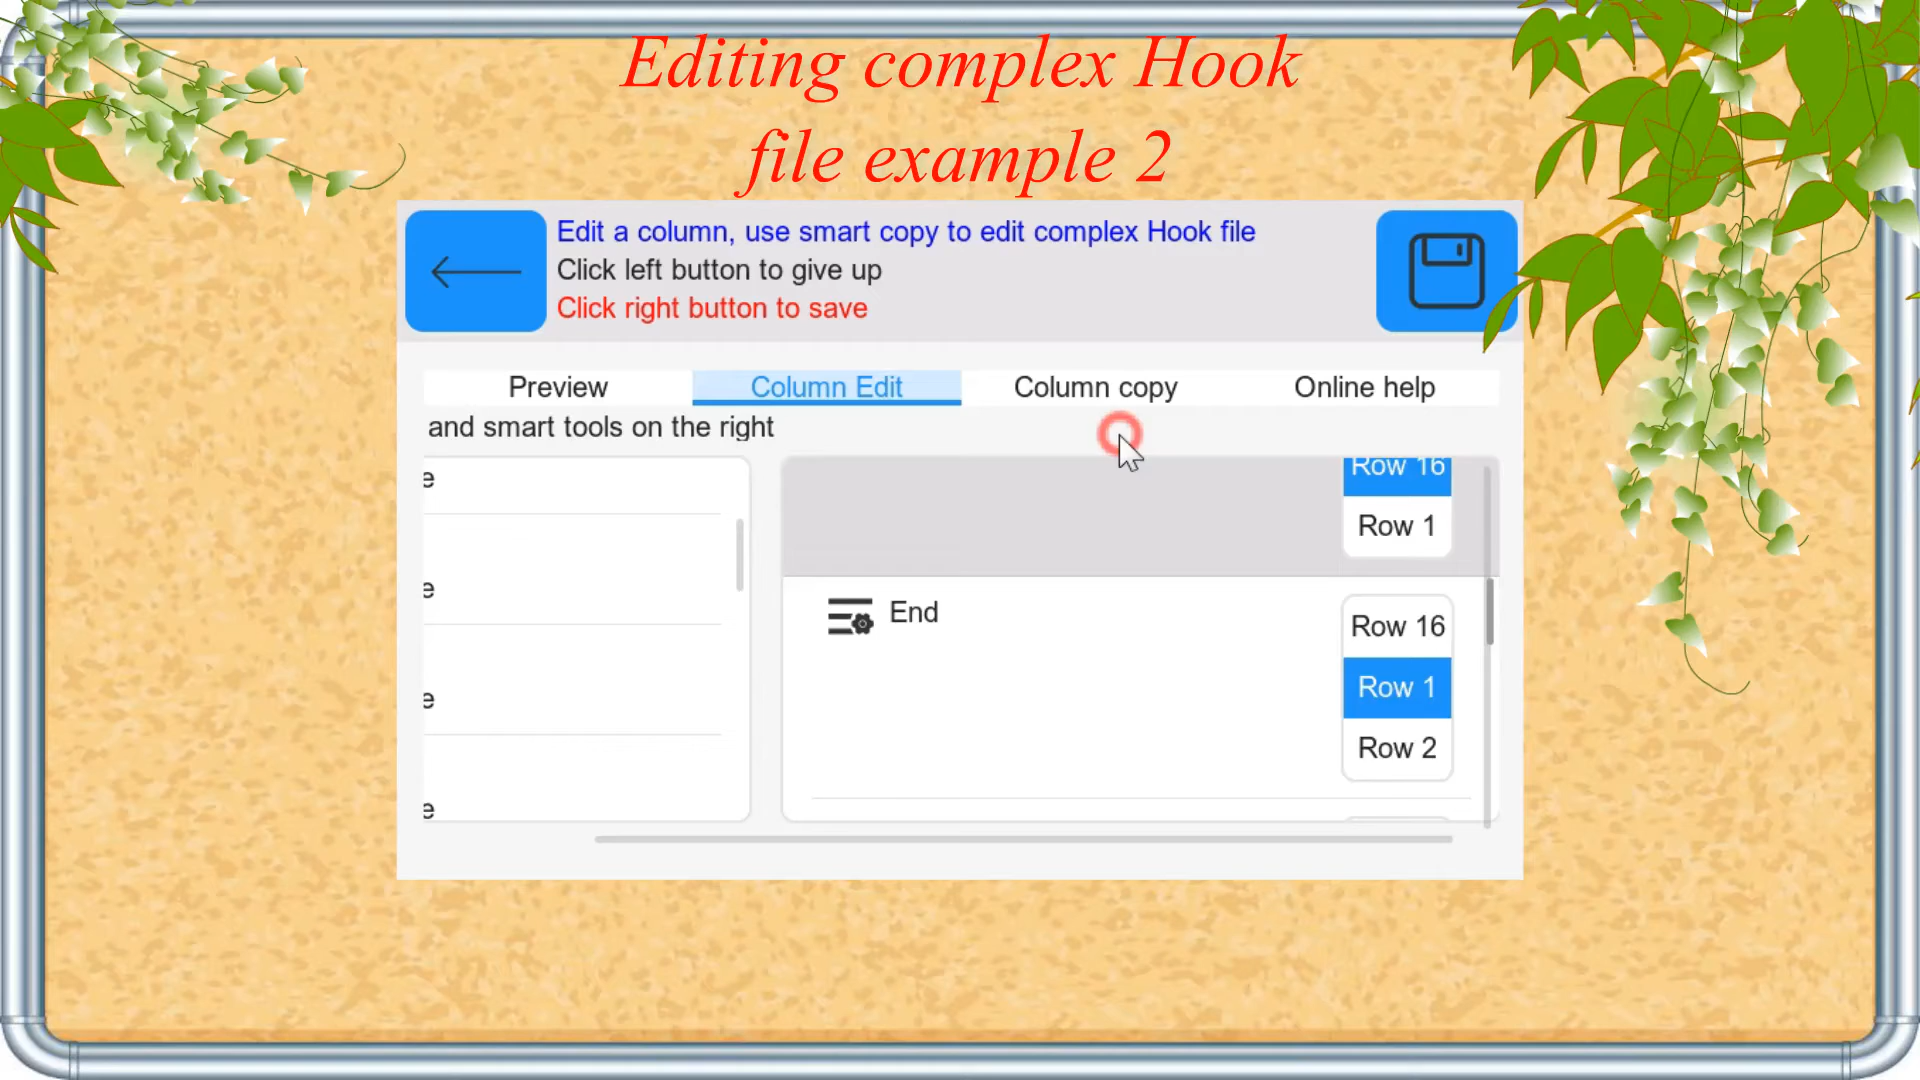 Editing complex Hook
file example 2
Edit a column, use smart copy to edit complex Hook file
Click left button to give up
Click right button to save
Preview
Column Edit
Column copy
Online help
and smart tools on the right
e
e
e
e
Row 16
Row 1
End
Row 16
Row 1
Row 2